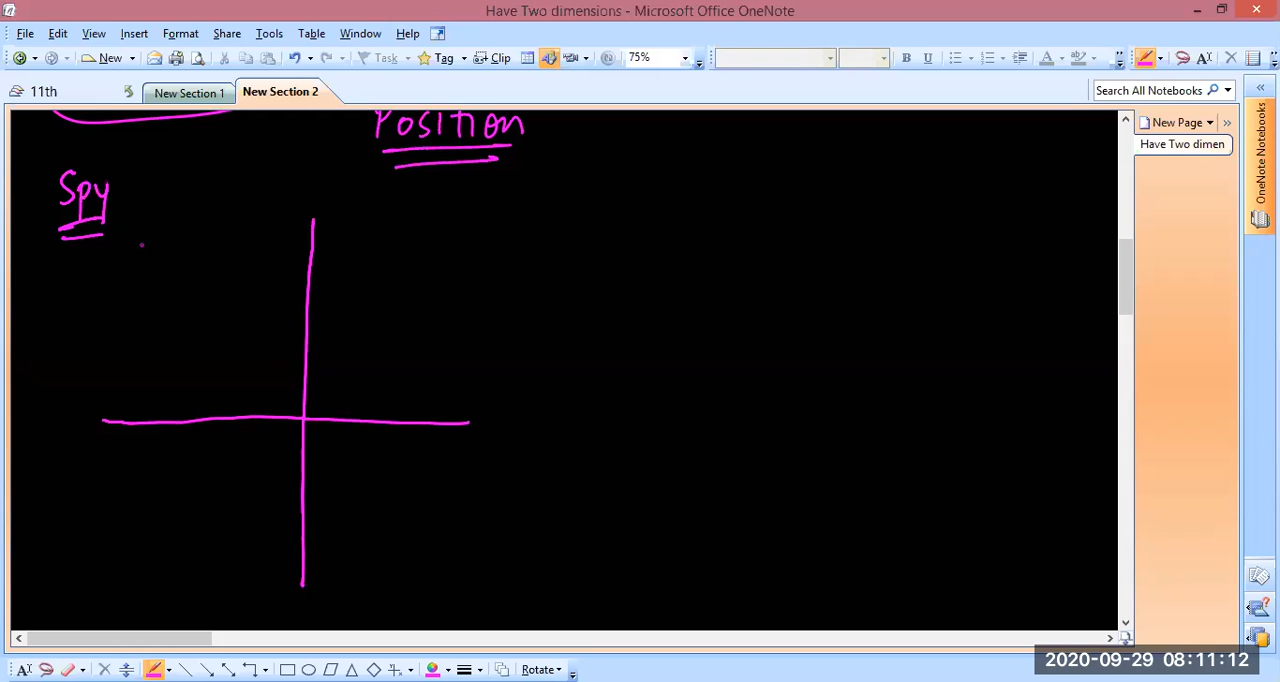 Have Two dimensions - Microsoft Office OneNote
File Edit View Insert Format Share Tools Table Window Help
New Task Tag Clip 75% B U A ab
11th New Section 1 New Section 2 Search All Notebooks
New Page
Have Two dimen
OneNote Notebooks
Position
Spy
Rotate
2020-09-29 08:11:12